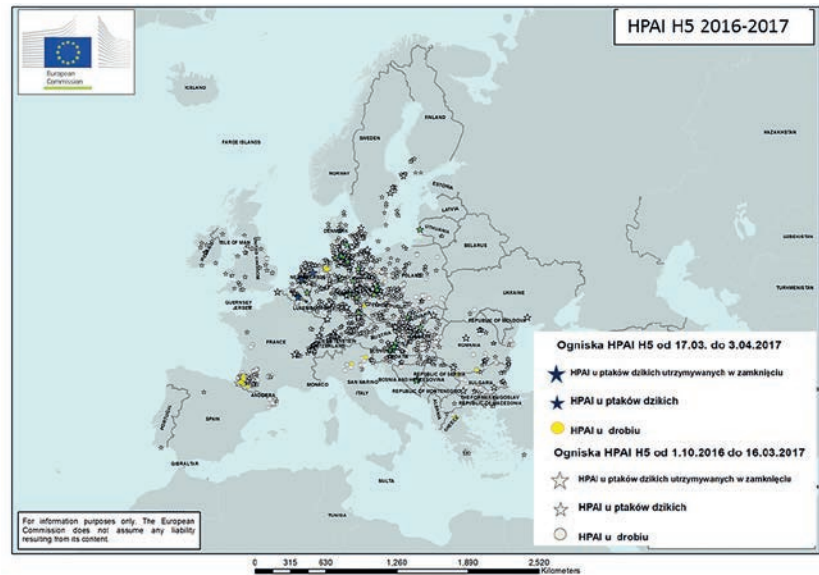 HPAI H5 2016-2017
European
Commission
ICELAND
FINLAND
SWEDEN
FAROE ISLANDS
NORWAY
KAZAKHSTAN
ESTONIA
LATVIA
LITHUANIA
DENMARK
ISLE OF MAN
BELARUS
UZBEKISTAN
POLAND
TURKMENISTAN
GUERNSEY
JERSEY
UKRAINE
REPUBLIC OF MOLDOVA
AUSTRIA
FRANCE
ROMANIA
MONACO
SAN MARINO
ITALY
BOSNIA AND HERZEGOVINA
REPUBLIC OF SERBIA
BULGARIA
REPUBLIC OF MONTENEGRO
THE FORMER YUGOSLAV
REPUBLIC OF MACEDONIA
ALBANIA
GREECE
ANDORRA
SPAIN
PORTUGAL
GIBRALTAR
MALTA
TUNISIA
Ogniska HPAI H5 od 17.03. do 3.04.2017
HPAI u ptaków dzikich utrzymywanych w zamknięciu
HPAI u ptaków dzikich
HPAI u drobiu
Ogniska HPAI H5 od 1.10.2016 do 16.03.2017
HPAI u ptaków dzikich utrzymywanych w zamknięciu
HPAI u ptaków dzikich
HPAI u drobiu
For information purposes only. The European
Commission does not assume any liability
resulting from its content.
0 315 630 1,260 1,890 2,520
Kilometers